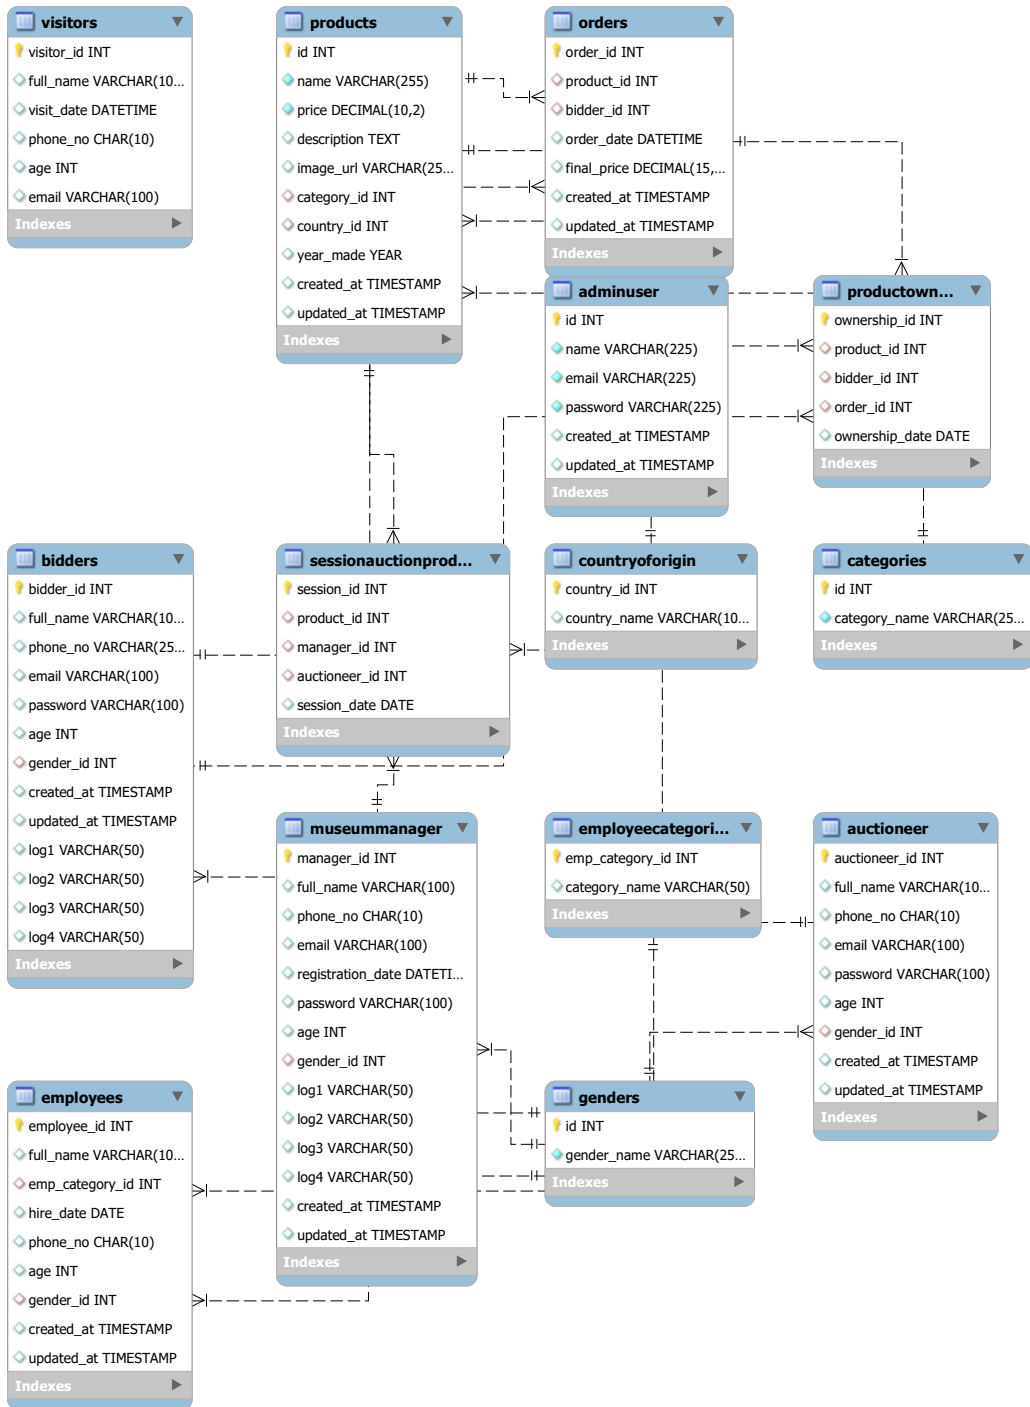 visitors
visitor_id INT
full_name VARCHAR(10...
visit_date DATETIME
phone_no CHAR(10)
age INT
email VARCHAR(100)
Indexes
products
id INT
name VARCHAR(255)
price DECIMAL(10,2)
description TEXT
image_url VARCHAR(25...
category_id INT
country_id INT
year_made YEAR
created_at TIMESTAMP
updated_at TIMESTAMP
Indexes
orders
order_id INT
product_id INT
bidder_id INT
order_date DATETIME
final_price DECIMAL(15,...
created_at TIMESTAMP
updated_at TIMESTAMP
Indexes
adminuser
id INT
name VARCHAR(225)
email VARCHAR(225)
password VARCHAR(225)
created_at TIMESTAMP
updated_at TIMESTAMP
Indexes
productown...
ownership_id INT
product_id INT
bidder_id INT
order_id INT
ownership_date DATE
Indexes
bidders
bidder_id INT
full_name VARCHAR(10...
phone_no VARCHAR(25...
email VARCHAR(100)
password VARCHAR(100)
age INT
gender_id INT
created_at TIMESTAMP
updated_at TIMESTAMP
log1 VARCHAR(50)
log2 VARCHAR(50)
log3 VARCHAR(50)
log4 VARCHAR(50)
Indexes
sessionauctionprod...
session_id INT
product_id INT
manager_id INT
auctioneer_id INT
session_date DATE
Indexes
countryoforigin
country_id INT
country_name VARCHAR(10...
Indexes
categories
id INT
category_name VARCHAR(25...
Indexes
museummanager
manager_id INT
full_name VARCHAR(100)
phone_no CHAR(10)
email VARCHAR(100)
registration_date DATETI...
password VARCHAR(100)
age INT
gender_id INT
log1 VARCHAR(50)
log2 VARCHAR(50)
log3 VARCHAR(50)
log4 VARCHAR(50)
created_at TIMESTAMP
updated_at TIMESTAMP
Indexes
employeecategori...
emp_category_id INT
category_name VARCHAR(50)
Indexes
auctioneer
auctioneer_id INT
full_name VARCHAR(10...
phone_no CHAR(10)
email VARCHAR(100)
password VARCHAR(100)
age INT
gender_id INT
created_at TIMESTAMP
updated_at TIMESTAMP
Indexes
employees
employee_id INT
full_name VARCHAR(10...
emp_category_id INT
hire_date DATE
phone_no CHAR(10)
age INT
gender_id INT
created_at TIMESTAMP
updated_at TIMESTAMP
Indexes
genders
id INT
gender_name VARCHAR(25...
Indexes